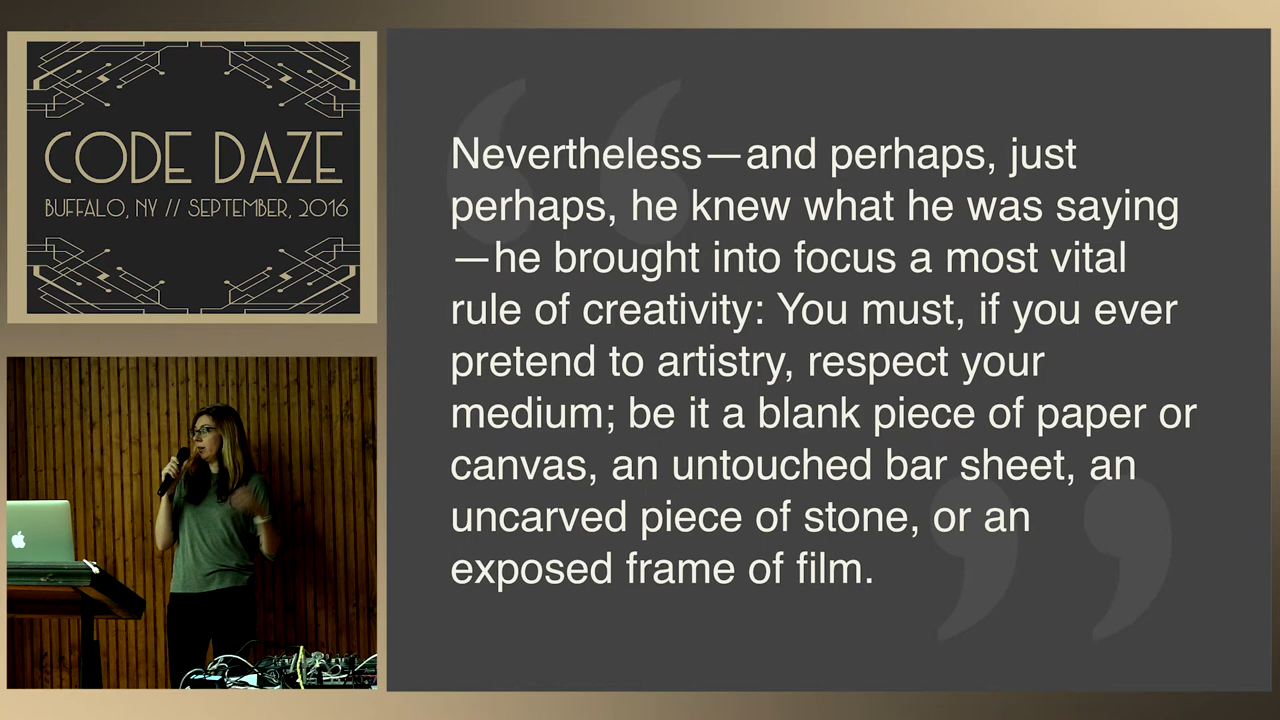 CODE DAZE
BUFFALO, NY // SEPTEMBER, 2016
Nevertheless—and perhaps, just
perhaps, he knew what he was saying
—he brought into focus a most vital
rule of creativity: You must, if you ever
pretend to artistry, respect your
medium; be it a blank piece of paper or
canvas, an untouched bar sheet, an
uncarved piece of stone, or an
exposed frame of film.